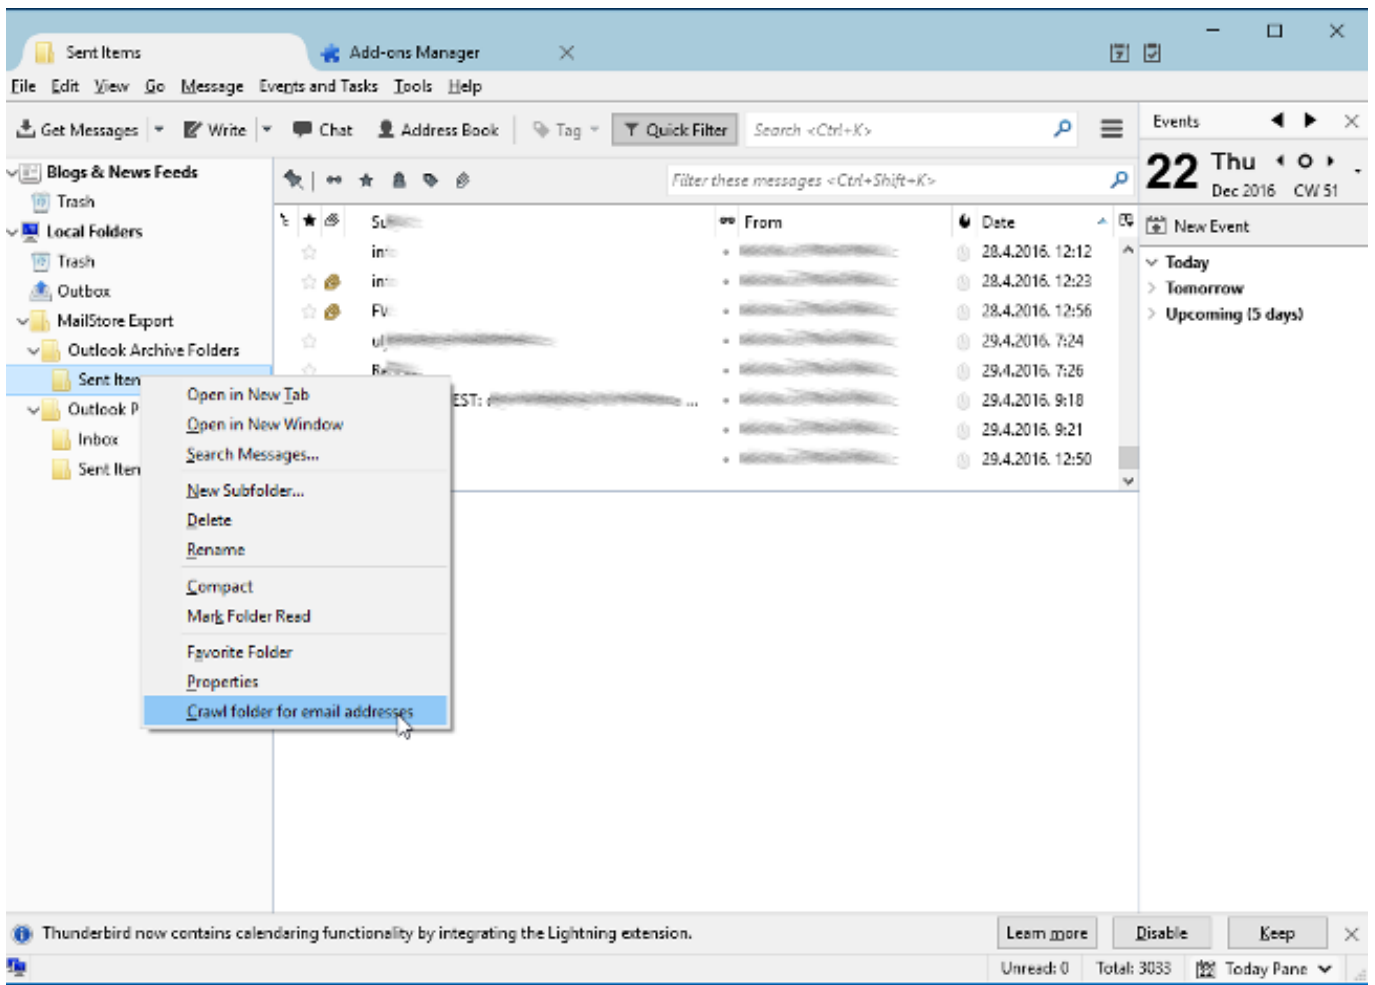 Sent Items
Add-ons Manager
File Edit View Go Message Events and Tasks Tools Help
Get Messages Write Chat Address Book Tag Quick Filter Search <Ctrl+K>
Events
22 Thu
Dec 2016 CW 51
New Event
Today
Tomorrow
Upcoming (5 days)
Blogs & News Feeds
Trash
Local Folders
Trash
Outbox
MailStore Export
Outlook Archive Folders
Sent Iten
Outlook P
Inbox
Sent Iten
Filter these messages <Ctrl+Shift+K>
From Date
28.4.2016. 12:12
28.4.2016. 12:23
28.4.2016. 12:56
29.4.2016. 7:24
29.4.2016. 7:26
EST: ... 29.4.2016. 9:18
29.4.2016. 9:21
29.4.2016. 12:50
Open in New Tab
Open in New Window
Search Messages...
New Subfolder...
Delete
Rename
Compact
Mark Folder Read
Favorite Folder
Properties
Crawl folder for email addresses
Thunderbird now contains calendaring functionality by integrating the Lightning extension.
Learn more Disable Keep
Unread: 0 Total: 3033 Today Pane